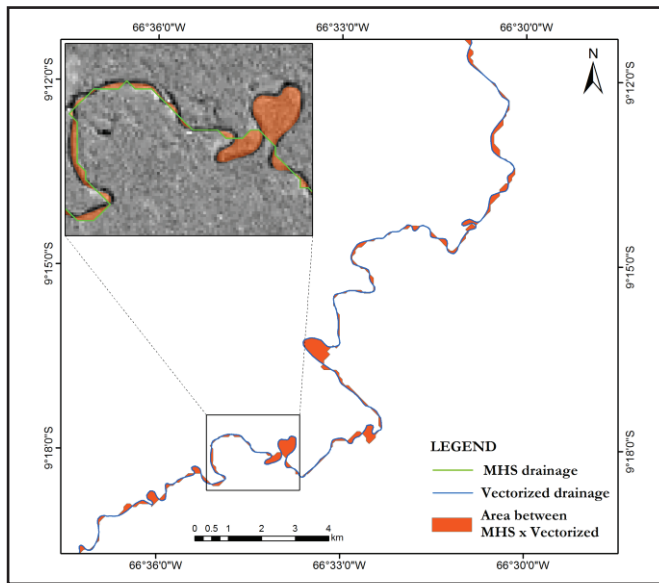 66°36'0"W 66°33'0"W 66°30'0"W
N
9°12'0"S 9°12'0"S
9°15'0"S 9°15'0"S
9°18'0"S 9°18'0"S
LEGEND
MHS drainage
Vectorized drainage
Area between
MHS x Vectorized
0 0.5 1 2 3 4
km
66°36'0"W 66°33'0"W 66°30'0"W